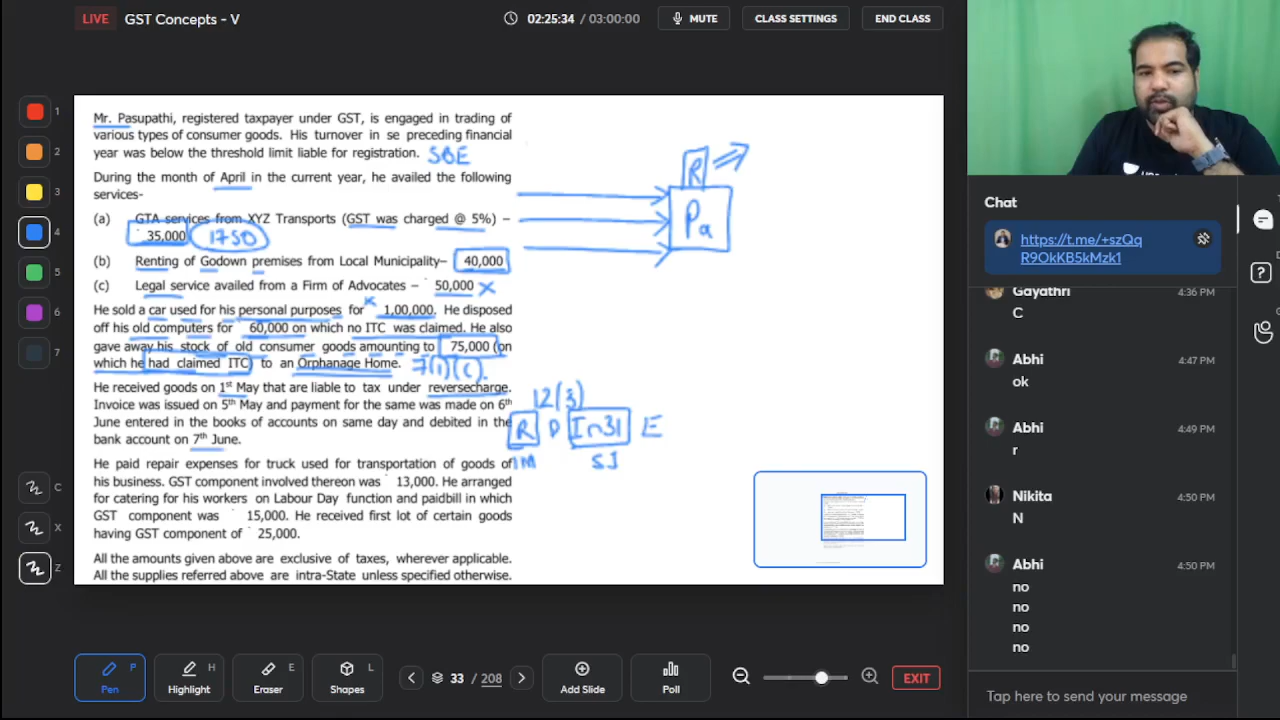 LIVE GST Concepts - V 02:25:34 / 03:00:00 MUTE CLASS SETTINGS END CLASS
Mr. Pasupathi, registered taxpayer under GST, is engaged in trading of
various types of consumer goods. His turnover in se preceding financial
year was below the threshold limit liable for registration. SBE
During the month of April in the current year, he availed the following
services-
(a) GTA services from XYZ Transports (GST was charged @ 5%) –
` 35,000 1750
(b) Renting of Godown premises from Local Municipality– ` 40,000
(c) Legal service availed from a Firm of Advocates – ` 50,000 x
He sold a car used for his personal purposes for ` 1,00,000. He disposed
off his old computers for ` 60,000 on which no ITC was claimed. He also
gave away his stock of old consumer goods amounting to ` 75,000 (on
which he had claimed ITC to an Orphanage Home. 7(1)(c).
He received goods on 1st May that are liable to tax under reversecharge.
Invoice was issued on 5th May and payment for the same was made on 6th
June entered in the books of accounts on same day and debited in the
bank account on 7th June.
12(3)
R P In31 E
1M 5J
He paid repair expenses for truck used for transportation of goods of
his business. GST component involved thereon was ` 13,000. He arranged
for catering for his workers on Labour Day function and paidbill in which
GST component was ` 15,000. He received first lot of certain goods
having GST component of ` 25,000.
All the amounts given above are exclusive of taxes, wherever applicable.
All the supplies referred above are intra-State unless specified otherwise.
R
Pa
1
2
3
4
5
6
7
C
X
Z
Chat
https://t.me/+szQq
R9OkKB5kMzk1
Gayathri 4:36 PM
C
Abhi 4:47 PM
ok
Abhi 4:49 PM
r
Nikita 4:50 PM
N
Abhi 4:50 PM
no
no
no
no
Tap here to send your message
P H E L
Pen Highlight Eraser Shapes 33 / 208 Add Slide Poll EXIT